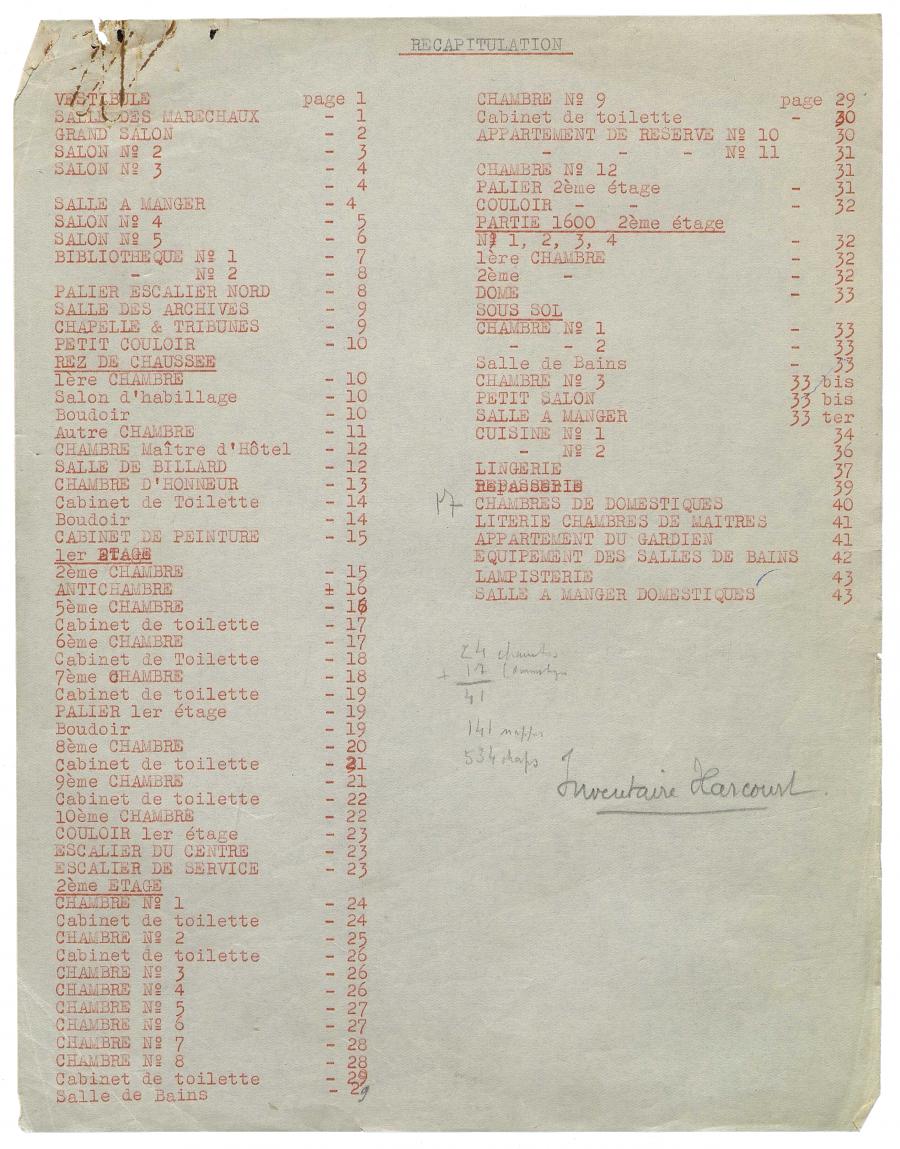 RECAPITULATION
VESTIBULE page 1
SALLE DES MARECHAUX - 1
GRAND SALON - 2
SALON Nº 2 - 3
SALON Nº 3 - 4
- 4
SALLE A MANGER - 4
SALON Nº 4 - 5
SALON Nº 5 - 6
BIBLIOTHEQUE Nº 1 - 7
- Nº 2 - 8
PALIER ESCALIER NORD - 8
SALLE DES ARCHIVES - 9
CHAPELLE & TRIBUNES - 9
PETIT COULOIR - 10
REZ DE CHAUSSEE
1ère CHAMBRE - 10
Salon d'habillage - 10
Boudoir - 10
Autre CHAMBRE - 11
CHAMBRE Maître d'Hôtel - 12
SALLE DE BILLARD - 12
CHAMBRE D'HONNEUR - 13
Cabinet de Toilette - 14
Boudoir - 14
CABINET DE PEINTURE - 15
1er ETAGE
2ème CHAMBRE - 15
ANTICHAMBRE ± 16
5ème CHAMBRE - 16
Cabinet de toilette - 17
6ème CHAMBRE - 17
Cabinet de Toilette - 18
7ème CHAMBRE - 18
Cabinet de toilette - 19
PALIER 1er étage - 19
Boudoir - 19
8ème CHAMBRE - 20
Cabinet de toilette - 21
9ème CHAMBRE - 21
Cabinet de toilette - 22
10ème CHAMBRE - 22
COULOIR 1er étage - 23
ESCALIER DU CENTRE - 23
ESCALIER DE SERVICE - 23
2ème ETAGE
CHAMBRE Nº 1 - 24
Cabinet de toilette - 24
CHAMBRE Nº 2 - 25
Cabinet de toilette - 26
CHAMBRE Nº 3 - 26
CHAMBRE Nº 4 - 26
CHAMBRE Nº 5 - 27
CHAMBRE Nº 6 - 27
CHAMBRE Nº 7 - 28
CHAMBRE Nº 8 - 28
Cabinet de toilette - 29
Salle de Bains - 29
CHAMBRE Nº 9 page 29
Cabinet de toilette - 30
APPARTEMENT DE RESERVE Nº 10 30
- - - Nº 11 31
CHAMBRE Nº 12 31
PALIER 2ème étage - 31
COULOIR - - - 32
PARTIE 1600 2ème étage
Nº 1, 2, 3, 4 - 32
1ère CHAMBRE - 32
2ème - - 32
DOME - 33
SOUS SOL
CHAMBRE Nº 1 - 33
- - 2 - 33
Salle de Bains - 33
CHAMBRE Nº 3 33 bis
PETIT SALON 33 bis
SALLE A MANGER 33 ter
CUISINE Nº 1 34
- Nº 2 36
LINGERIE 37
REPASSERIE 39
17 CHAMBRES DE DOMESTIQUES 40
LITERIE CHAMBRES DE MAITRES 41
APPARTEMENT DU GARDIEN 41
EQUIPEMENT DES SALLES DE BAINS 42
LAMPISTERIE 43
SALLE A MANGER DOMESTIQUES 43
24 chambres
+ 17
41
141 nappes
534 draps
Inventaire Harcourt.